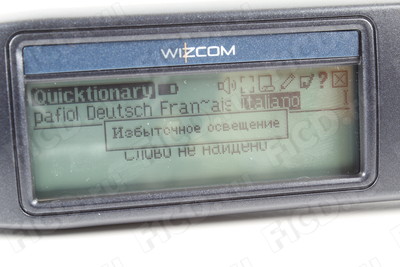 WIZCOM
Quicktionary ?
pañol Deutsch Fran~ais Italiano
Избыточное освещение
Слово не найдено